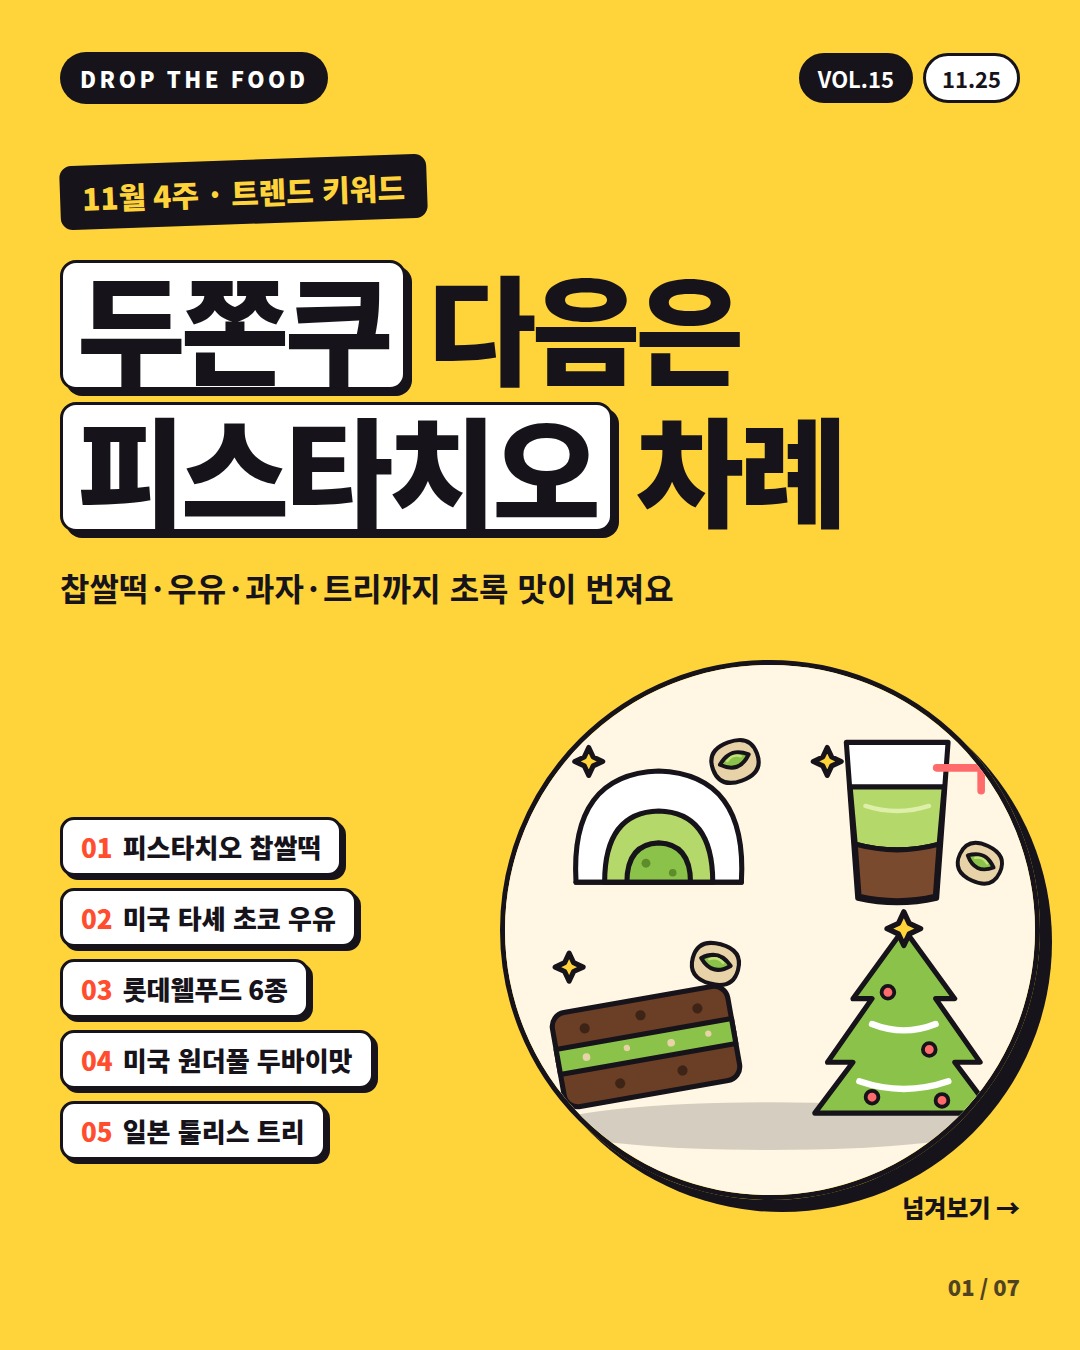 DROP THE FOOD
VOL.15
11.25
11월 4주 · 트렌드 키워드
두쫀쿠 다음은
피스타치오 차례
찹쌀떡·우유·과자·트리까지 초록 맛이 번져요
01 피스타치오 찹쌀떡
02 미국 타셰 초코 우유
03 롯데웰푸드 6종
04 미국 원더풀 두바이맛
05 일본 툴리스 트리
넘겨보기 →
01 / 07